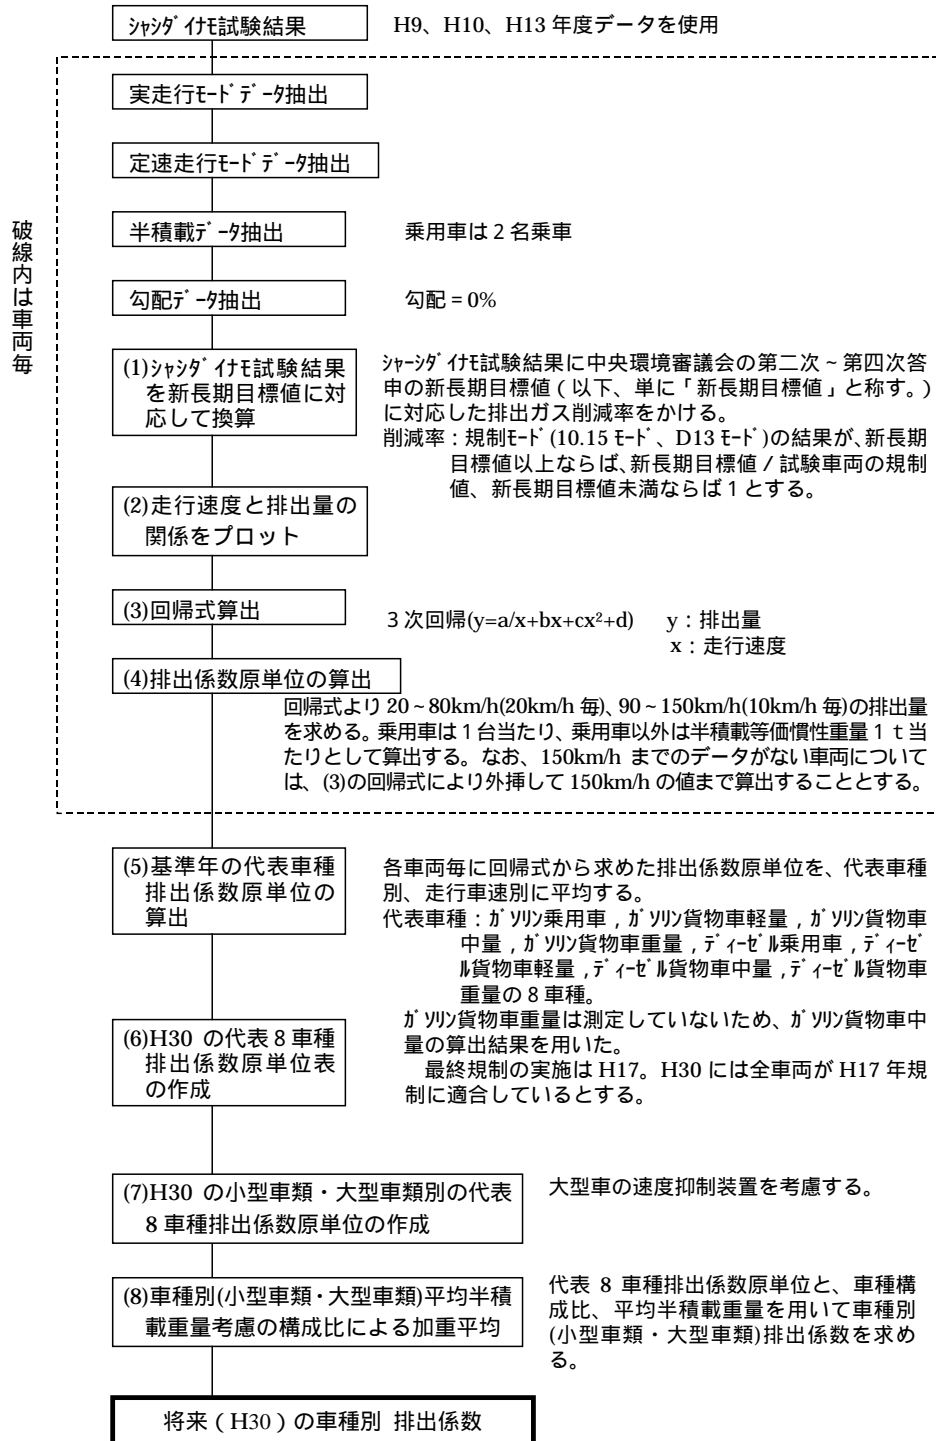 ｼｬｼﾀﾞｲﾅﾓ試験結果
H9、H10、H13 年度データを使用
実走行ﾓｰﾄﾞﾃﾞｰﾀ抽出
定速走行ﾓｰﾄﾞﾃﾞｰﾀ抽出
破線内は車両毎
半積載ﾃﾞｰﾀ抽出
乗用車は 2 名乗車
勾配ﾃﾞｰﾀ抽出
勾配 = 0%
(1)ｼｬｼﾀﾞｲﾅﾓ試験結果
を新長期目標値に対
応して換算
ｼｬｰｼﾀﾞｲﾅﾓ試験結果に中央環境審議会の第二次～第四次答
申の新長期目標値（以下、単に「新長期目標値」と称す。）
に対応した排出ガス削減率をかける。
削減率：規制ﾓｰﾄﾞ(10.15 ﾓｰﾄﾞ、D13 ﾓｰﾄﾞ)の結果が、新長期
目標値以上ならば、新長期目標値／試験車両の規制
値、新長期目標値未満ならば 1 とする。
(2)走行速度と排出量の
関係をプロット
(3)回帰式算出
3 次回帰(y=a/x+bx+cx²+d)　y：排出量
x：走行速度
(4)排出係数原単位の算出
回帰式より 20～80km/h(20km/h 毎)、90～150km/h(10km/h 毎)の排出量
を求める。乗用車は 1 台当たり、乗用車以外は半積載等価慣性重量 1 t 当
たりとして算出する。なお、150km/h までのデータがない車両について
は、(3)の回帰式により外挿して 150km/h の値まで算出することとする。
(5)基準年の代表車種
排出係数原単位の
算出
各車両毎に回帰式から求めた排出係数原単位を、代表車種
別、走行車速別に平均する。
代表車種：ｶﾞｿﾘﾝ乗用車，ｶﾞｿﾘﾝ貨物車軽量，ｶﾞｿﾘﾝ貨物車
中量，ｶﾞｿﾘﾝ貨物車重量，ﾃﾞｨｰｾﾞﾙ乗用車，ﾃﾞｨｰｾﾞ
ﾙ貨物車軽量，ﾃﾞｨｰｾﾞﾙ貨物車中量，ﾃﾞｨｰｾﾞﾙ貨物車
重量の 8 車種。
ｶﾞｿﾘﾝ貨物車重量は測定していないため、ｶﾞｿﾘﾝ貨物車中
量の算出結果を用いた。
(6)H30 の代表 8 車種
排出係数原単位表
の作成
最終規制の実施は H17。H30 には全車両が H17 年規
制に適合しているとする。
(7)H30 の小型車類・大型車類別の代表
8 車種排出係数原単位の作成
大型車の速度抑制装置を考慮する。
(8)車種別(小型車類・大型車類)平均半積
載重量考慮の構成比による加重平均
代表 8 車種排出係数原単位と、車種構
成比、平均半積載重量を用いて車種別
(小型車類・大型車類)排出係数を求め
る。
将来（H30）の車種別 排出係数